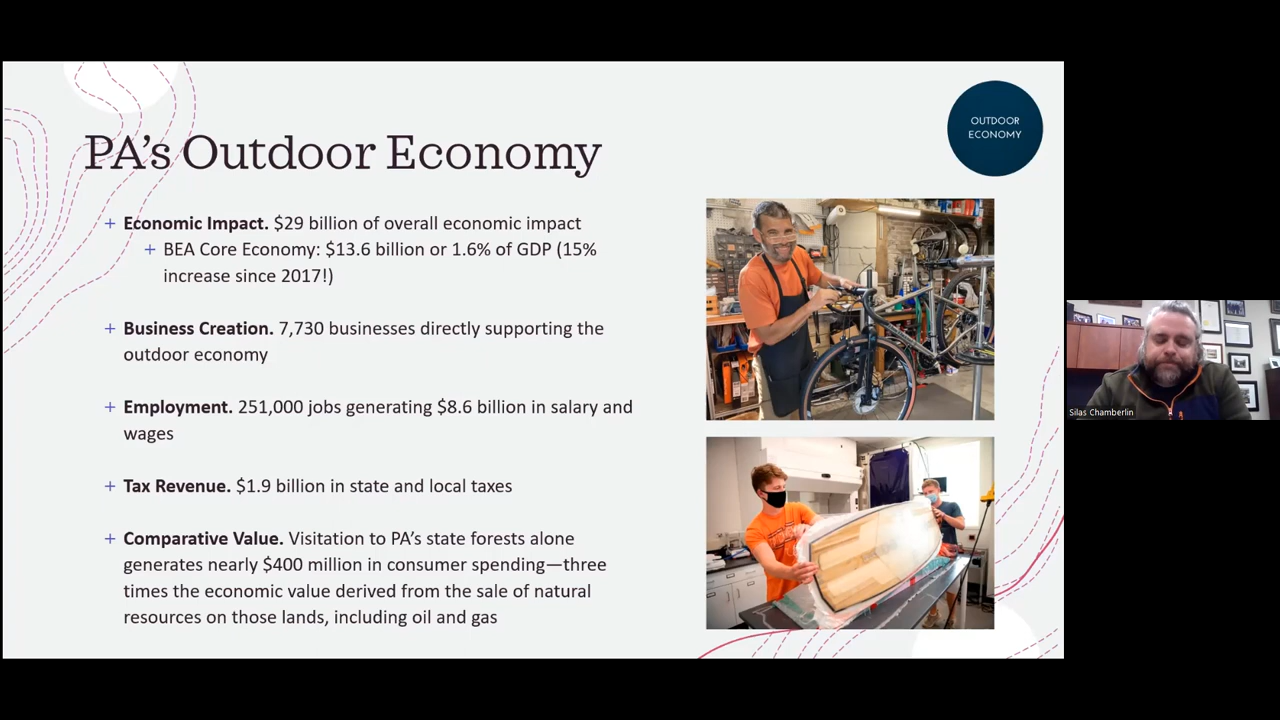 OUTDOOR
ECONOMY
PA's Outdoor Economy
+ Economic Impact. $29 billion of overall economic impact
+ BEA Core Economy: $13.6 billion or 1.6% of GDP (15%
increase since 2017!)
+ Business Creation. 7,730 businesses directly supporting the
outdoor economy
+ Employment. 251,000 jobs generating $8.6 billion in salary and
wages
+ Tax Revenue. $1.9 billion in state and local taxes
+ Comparative Value. Visitation to PA's state forests alone
generates nearly $400 million in consumer spending—three
times the economic value derived from the sale of natural
resources on those lands, including oil and gas
Silas Chamberlin